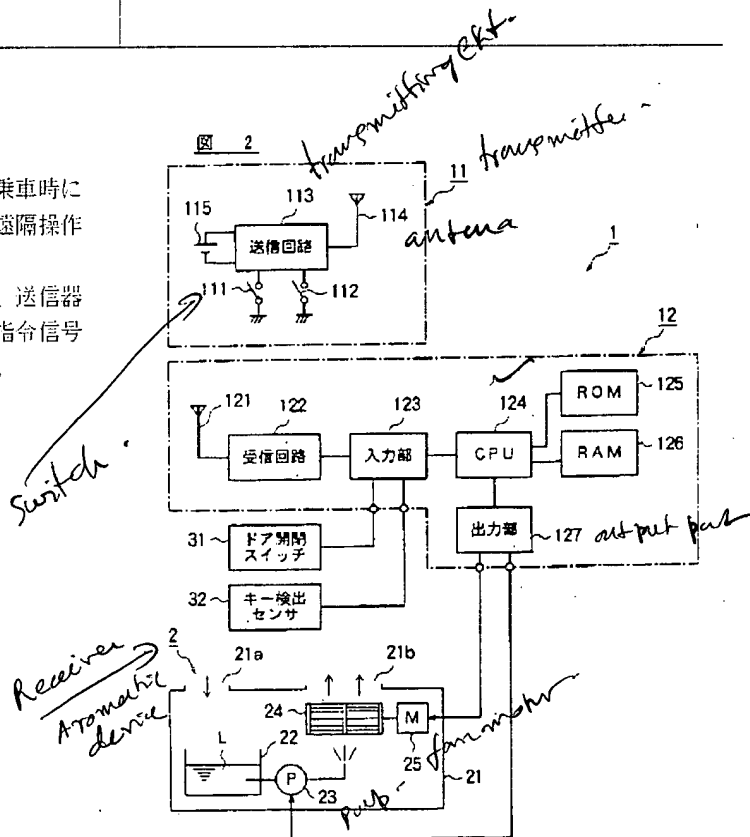 図 2
transmitting ckt.
11 transmitter.
乗車時に
遠隔操作
送信器
指令信号
115
113
送信回路
114
antena
111
112
1
switch.
12
121
122
受信回路
123
入力部
124
CPU
ROM
125
RAM
126
出力部
127 output part
31
ドア開閉
スイッチ
32
キー検出
センサ
Receiver
Aromatic
device
2
21a
21b
24
M
25
fan motor
L
22
P
23
pump.
21